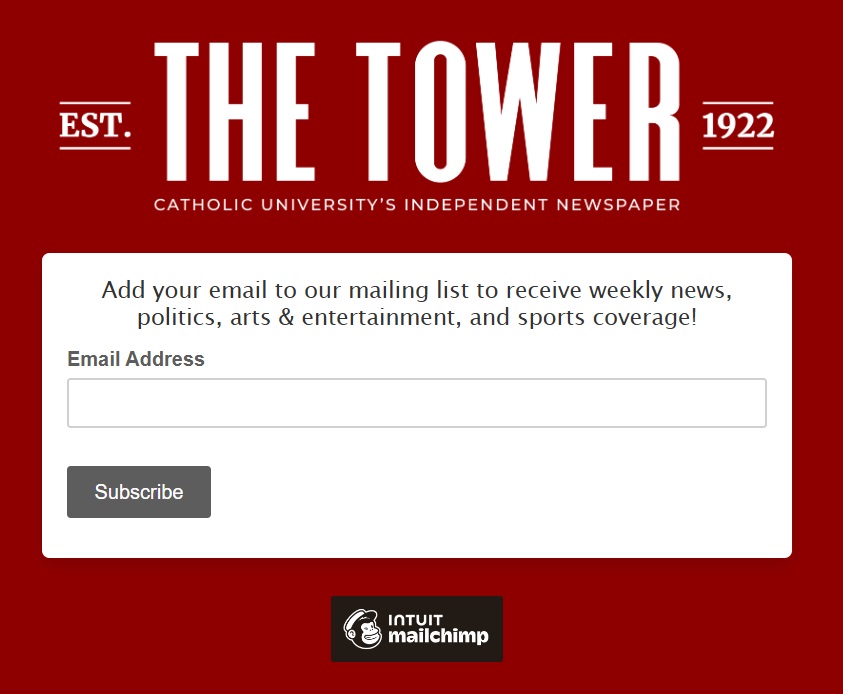 EST. THE TOWER 1922
CATHOLIC UNIVERSITY'S INDEPENDENT NEWSPAPER
Add your email to our mailing list to receive weekly news,
politics, arts & entertainment, and sports coverage!
Email Address
Subscribe
INTUIT
mailchimp